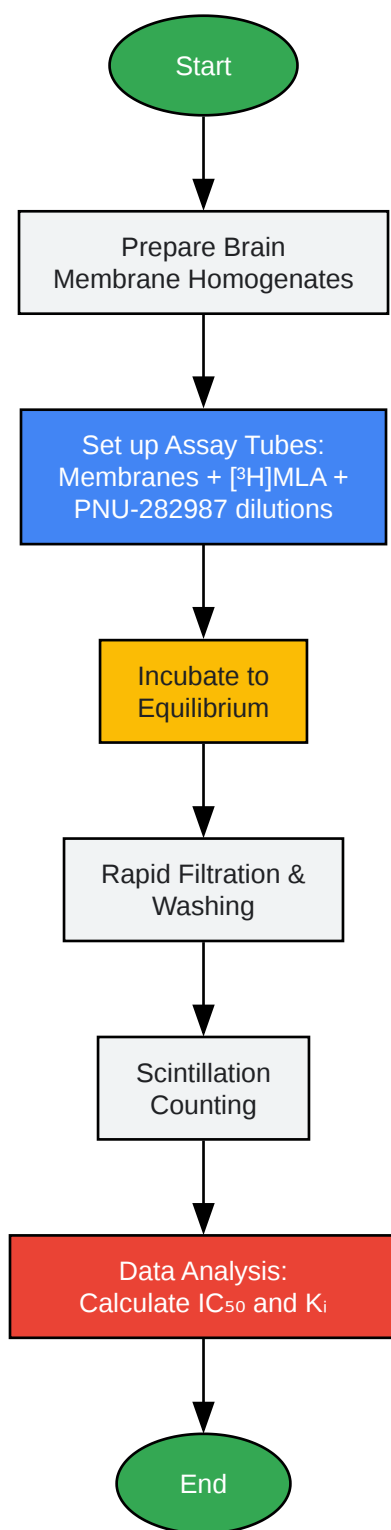 Start
Prepare Brain
Membrane Homogenates
Set up Assay Tubes:
Membranes + [³H]MLA +
PNU-282987 dilutions
Incubate to
Equilibrium
Rapid Filtration &
Washing
Scintillation
Counting
Data Analysis:
Calculate IC₅₀ and Kᵢ
End